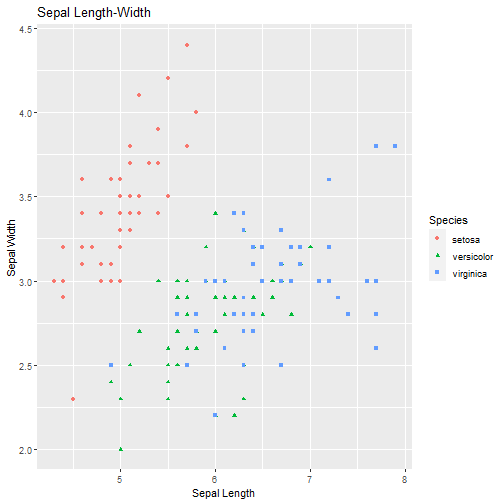 Sepal Length-Width
4.5
4.0
3.5
3.0
2.5
2.0
Sepal Width
5
6
7
8
Sepal Length
Species
setosa
versicolor
virginica